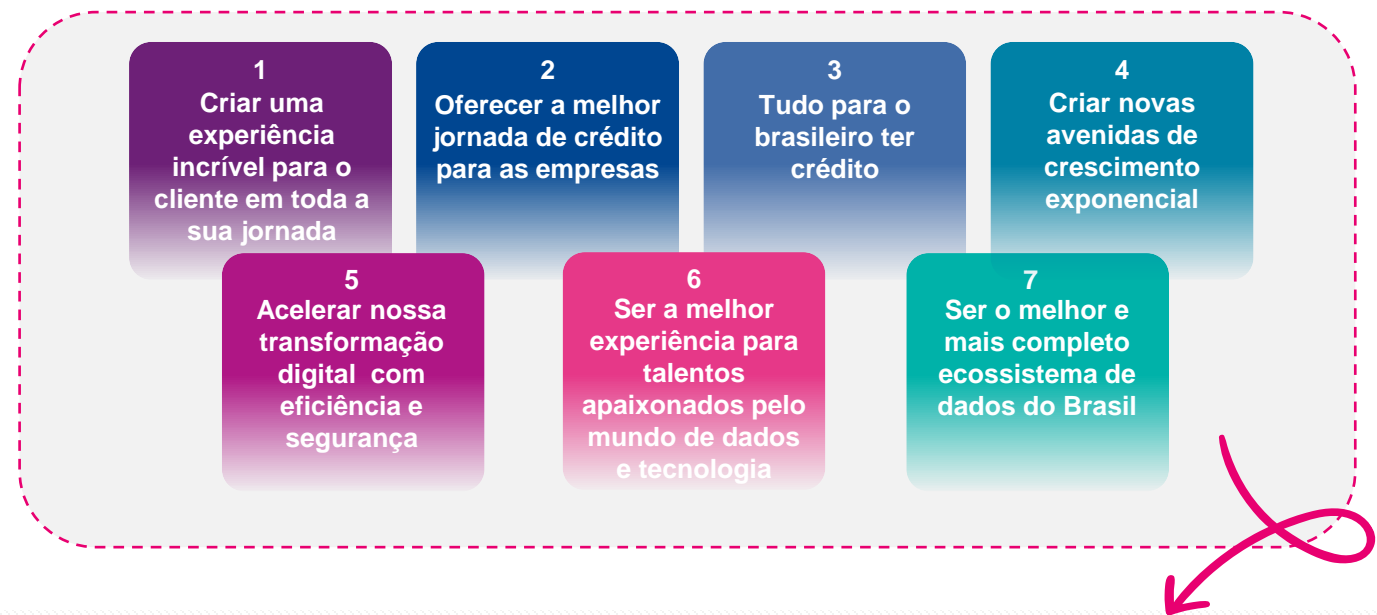 1
Criar uma
experiência
incrível para o
cliente em toda a
sua jornada
2
Oferecer a melhor
jornada de crédito
para as empresas
3
Tudo para o
brasileiro ter
crédito
4
Criar novas
avenidas de
crescimento
exponencial
5
Acelerar nossa
transformação
digital com
eficiência e
segurança
6
Ser a melhor
experiência para
talentos
apaixonados pelo
mundo de dados
e tecnologia
7
Ser o melhor e
mais completo
ecossistema de
dados do Brasil